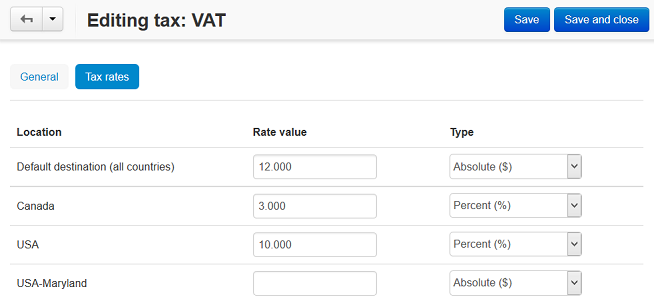 Editing tax: VAT Save Save and close
General Tax rates
Location Rate value Type
Default destination (all countries) 12.000 Absolute ($)
Canada 3.000 Percent (%)
USA 10.000 Percent (%)
USA-Maryland Absolute ($)